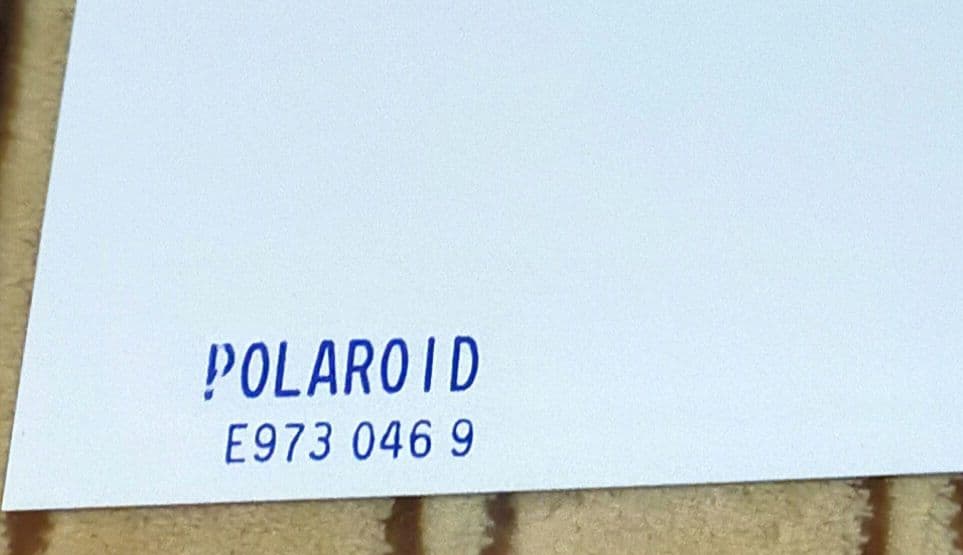 POLAROID
E973 046 9